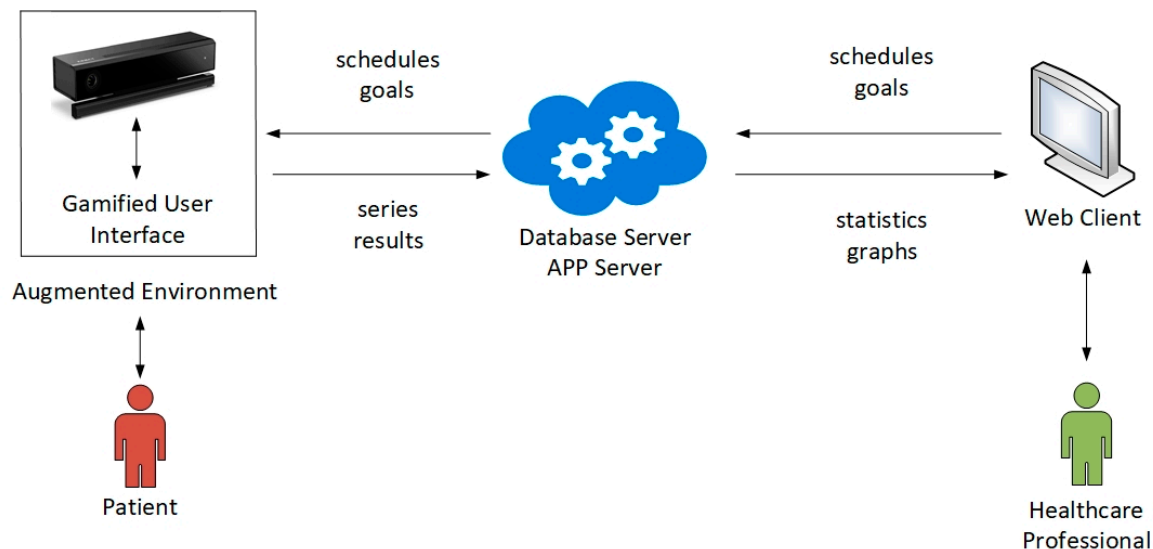 schedules
goals
schedules
goals
Gamified User
Interface
series
results
Database Server
APP Server
statistics
graphs
Web Client
Augmented Environment
Patient
Healthcare
Professional